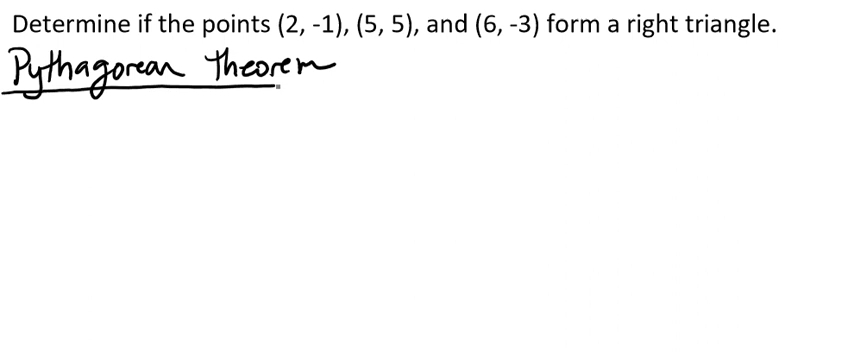 Determine if the points (2, -1), (5, 5), and (6, -3) form a right triangle.
Pythagorean Theorem